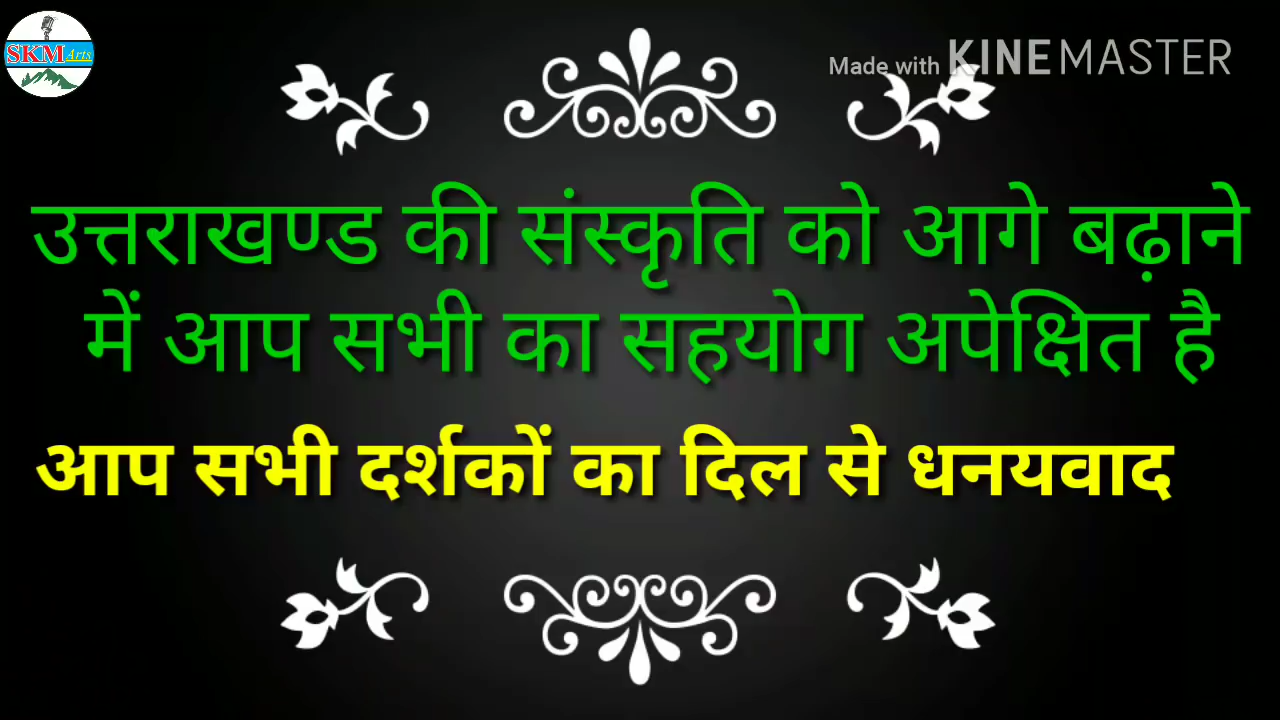 SKM Arts
Made with KINEMASTER
उत्तराखण्ड की संस्कृति को आगे बढ़ाने
में आप सभी का सहयोग अपेक्षित है
आप सभी दर्शकों का दिल से धनयवाद